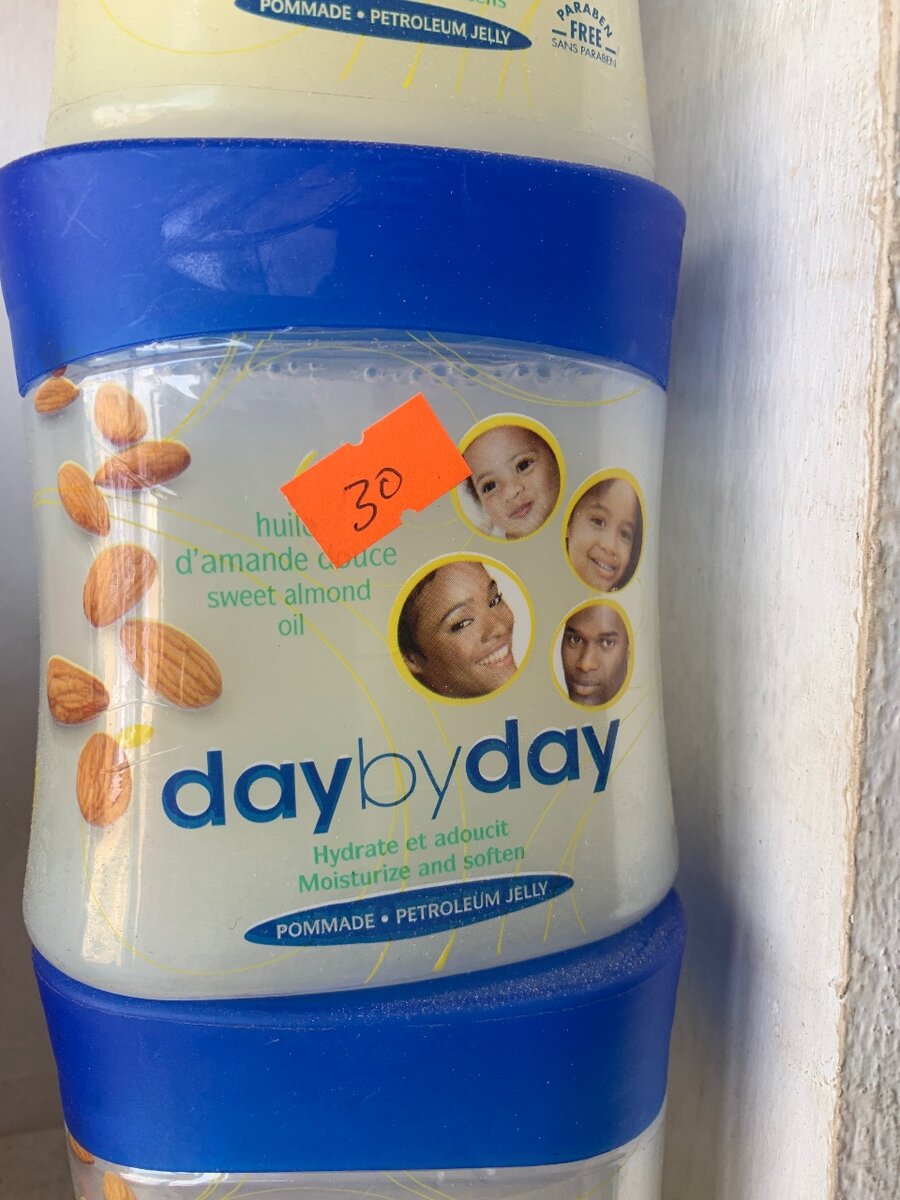 POMMADE • PETROLEUM JELLY
PARABEN
FREE
SANS PARABEN
30
d'amande douce
sweet almond
oil
daybyday
Hydrate et adoucit
Moisturize and soften
POMMADE • PETROLEUM JELLY